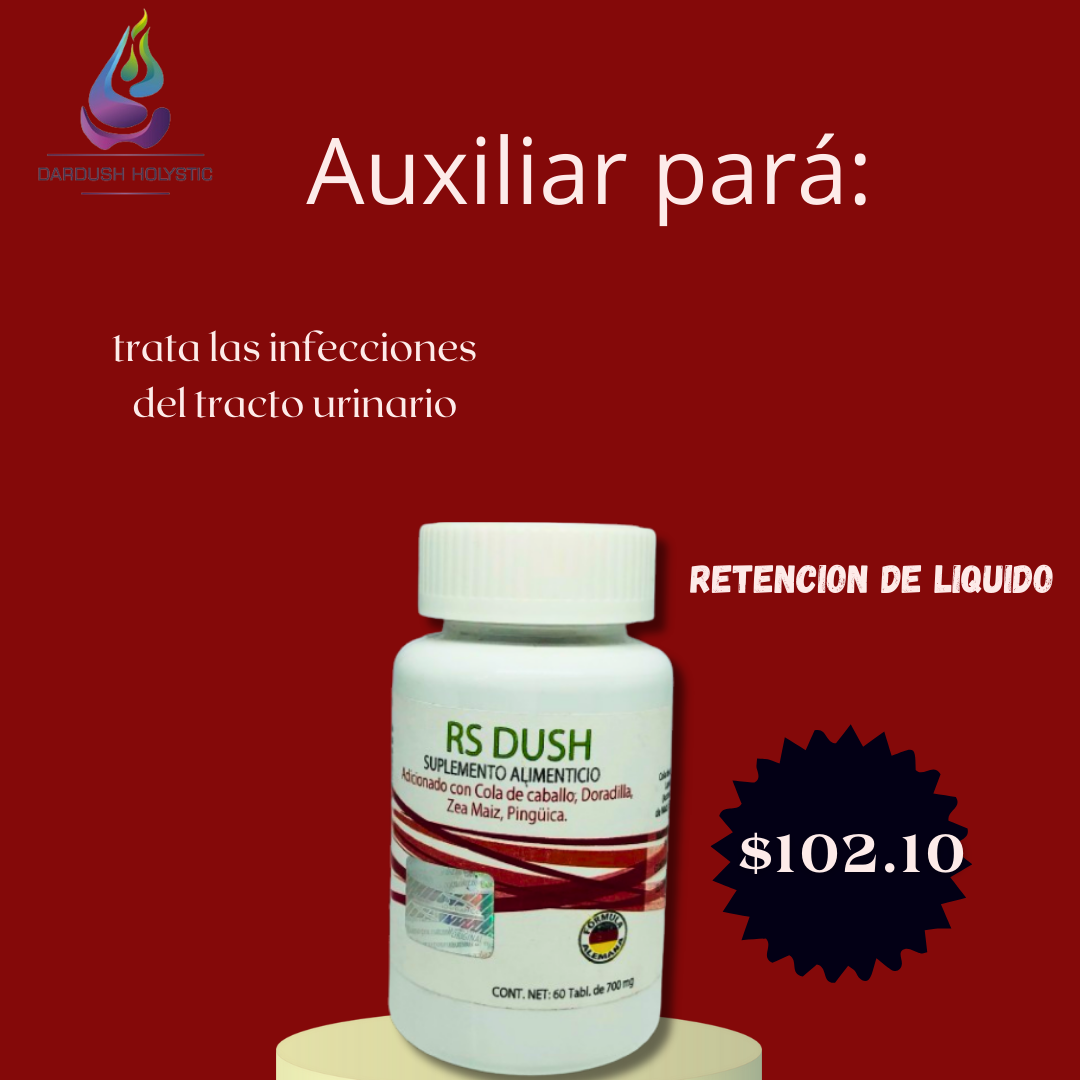 DARDUSH HOLYSTIC
Auxiliar pará:
trata las infecciones
del tracto urinario
RETENCION DE LIQUIDO
RS DUSH
SUPLEMENTO ALIMENTICIO
Adicionado con Cola de caballo, Doradilla,
Zea Maiz, Pingüica.
$102.10
FÓRMULA
ALEMANA
CONT. NET: 60 Tabl. de 700 mg